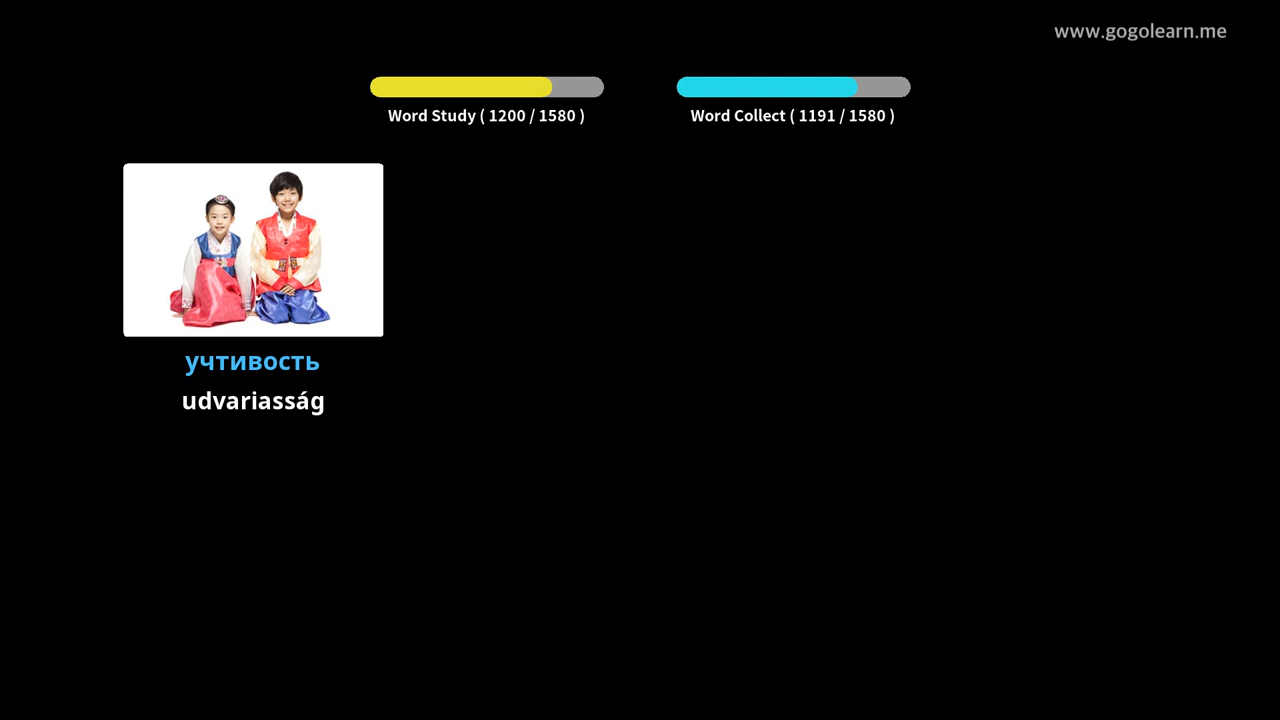 www.gogolearn.me
Word Study ( 1200 / 1580 )
Word Collect ( 1191 / 1580 )
учтивость
udvariasság